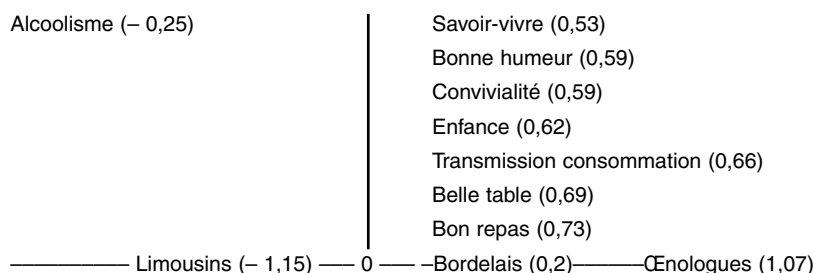 Alcoolisme (– 0,25) Savoir-vivre (0,53)
Bonne humeur (0,59)
Convivialité (0,59)
Enfance (0,62)
Transmission consommation (0,66)
Belle table (0,69)
Bon repas (0,73)
–––––––––– Limousins (– 1,15) ––– 0 ––– –Bordelais (0,2)––––––Œnologues (1,07)